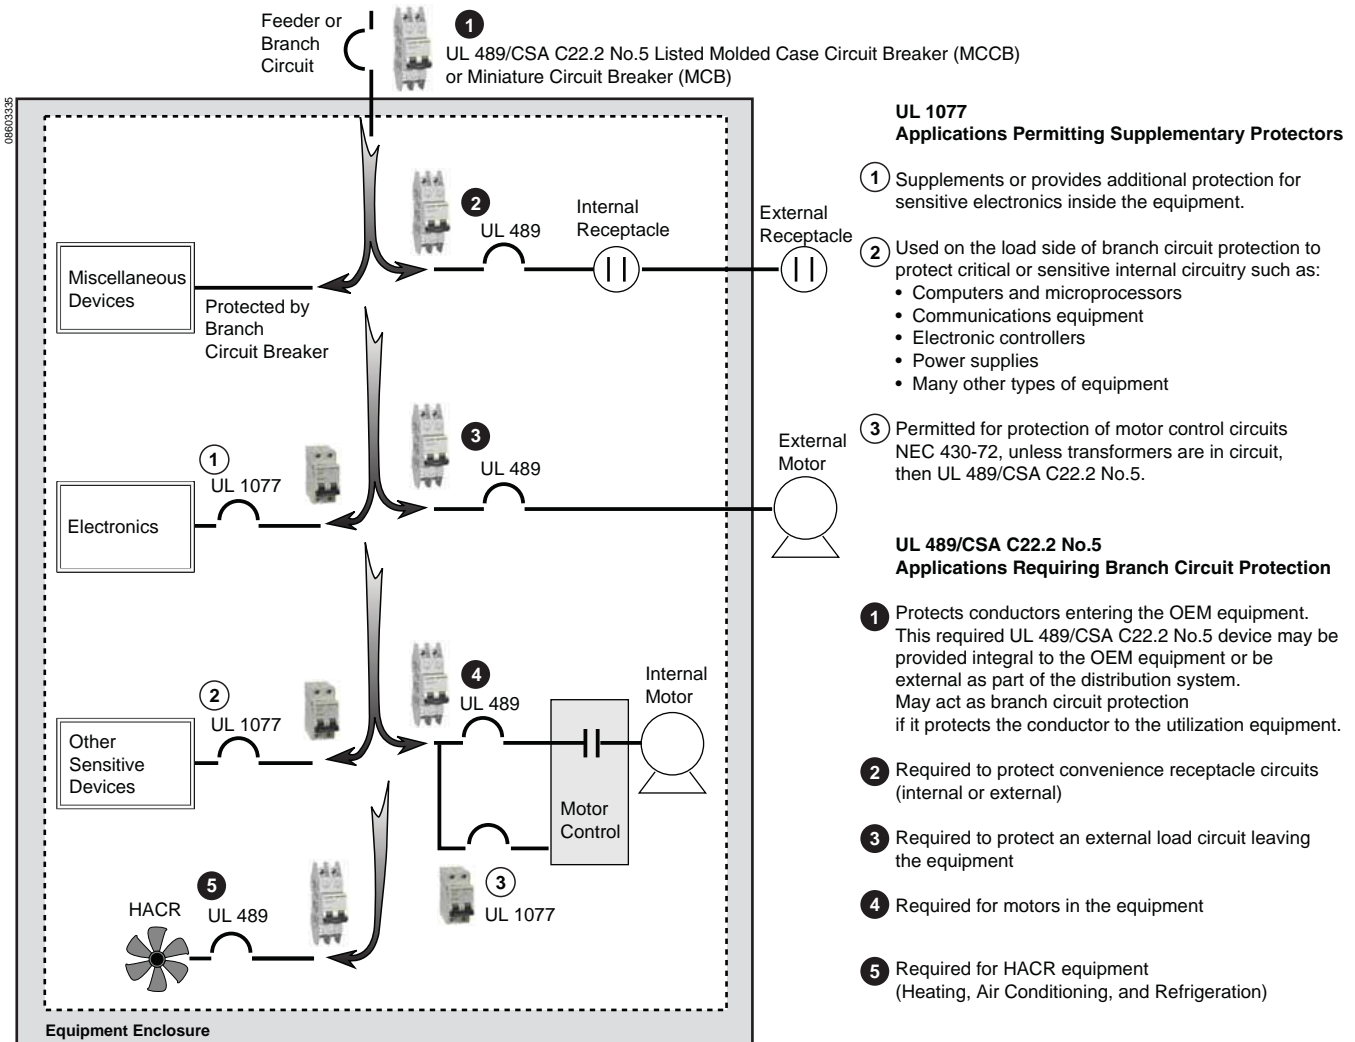 Feeder or
Branch
Circuit
1
UL 489/CSA C22.2 No.5 Listed Molded Case Circuit Breaker (MCCB)
or Miniature Circuit Breaker (MCB)
08603335
2
UL 489
Internal
Receptacle
External
Receptacle
Miscellaneous
Devices
Protected by
Branch
Circuit Breaker
3
UL 489
External
Motor
1
UL 1077
Electronics
4
UL 489
Internal
Motor
2
UL 1077
Other
Sensitive
Devices
Motor
Control
3
UL 1077
5
UL 489
HACR
Equipment Enclosure
UL 1077
Applications Permitting Supplementary Protectors
1 Supplements or provides additional protection for
sensitive electronics inside the equipment.
2 Used on the load side of branch circuit protection to
protect critical or sensitive internal circuitry such as:
• Computers and microprocessors
• Communications equipment
• Electronic controllers
• Power supplies
• Many other types of equipment
3 Permitted for protection of motor control circuits
NEC 430-72, unless transformers are in circuit,
then UL 489/CSA C22.2 No.5.
UL 489/CSA C22.2 No.5
Applications Requiring Branch Circuit Protection
1 Protects conductors entering the OEM equipment.
This required UL 489/CSA C22.2 No.5 device may be
provided integral to the OEM equipment or be
external as part of the distribution system.
May act as branch circuit protection
if it protects the conductor to the utilization equipment.
2 Required to protect convenience receptacle circuits
(internal or external)
3 Required to protect an external load circuit leaving
the equipment
4 Required for motors in the equipment
5 Required for HACR equipment
(Heating, Air Conditioning, and Refrigeration)